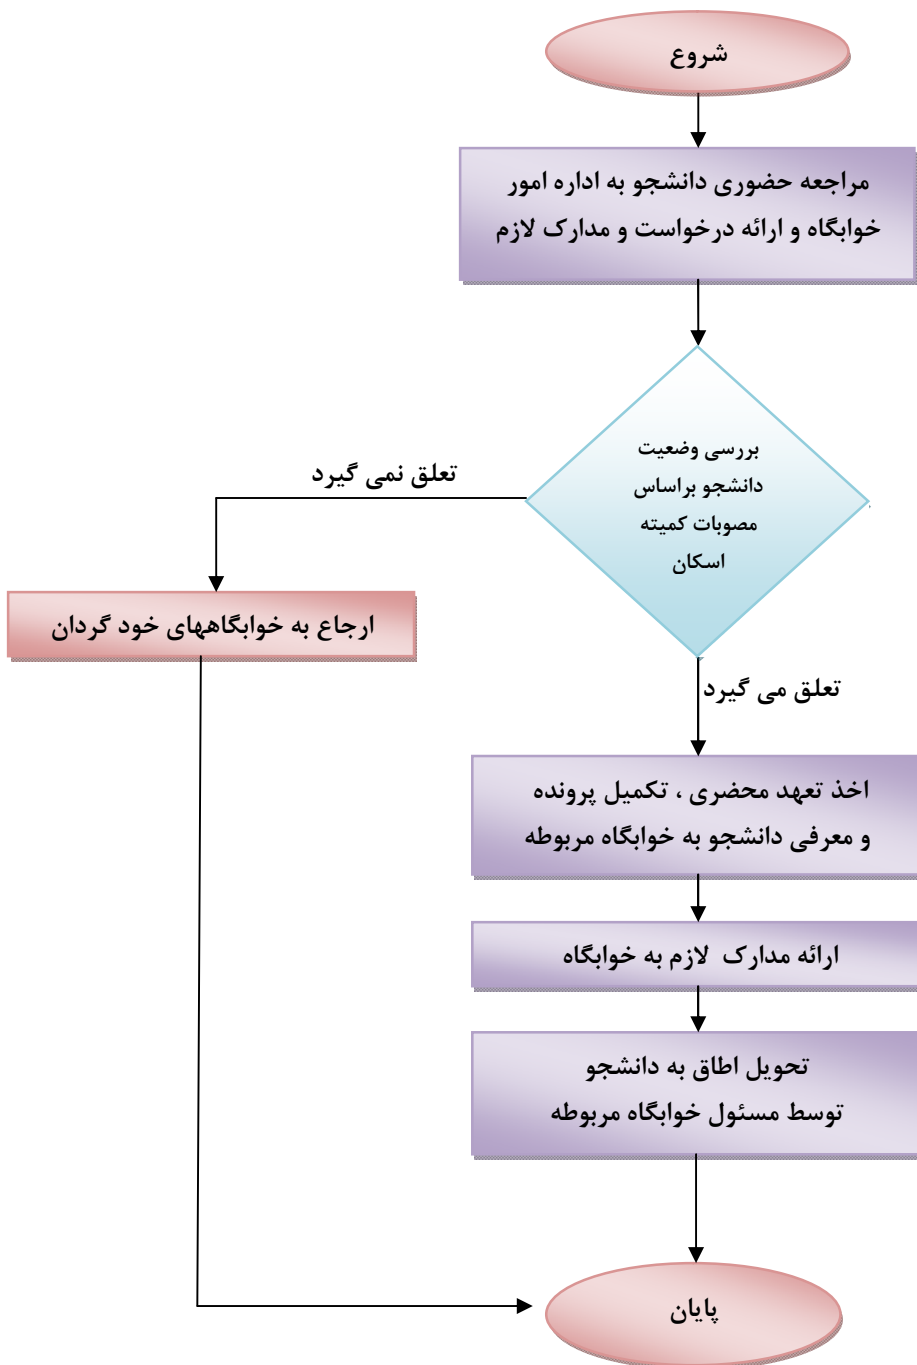 شروع
مراجعه حضوری دانشجو به اداره امور
خوابگاه و ارائه درخواست و مدارک لازم
بررسی وضعیت
دانشجو براساس
مصوبات کمیته
اسکان
تعلق نمی گیرد
ارجاع به خوابگاههای خود گردان
تعلق می گیرد
اخذ تعهد محضری ، تکمیل پرونده
و معرفی دانشجو به خوابگاه مربوطه
ارائه مدارک لازم به خوابگاه
تحویل اطاق به دانشجو
توسط مسئول خوابگاه مربوطه
پایان